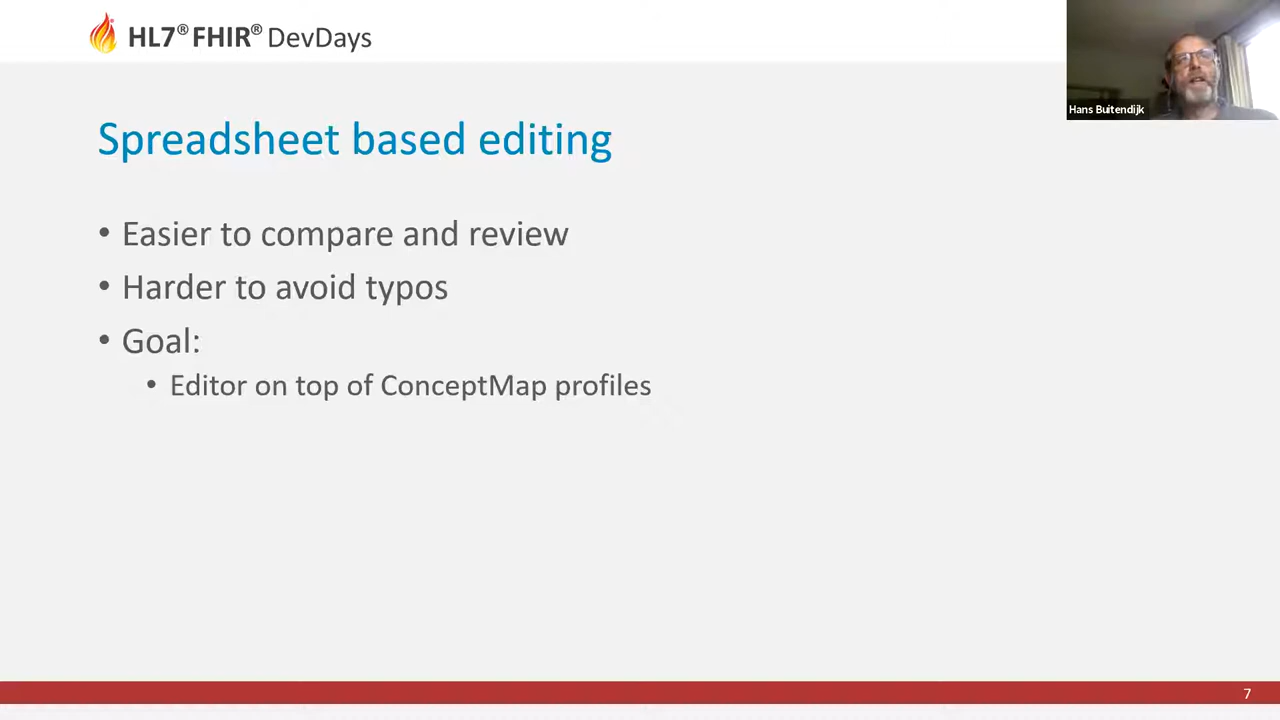 HL7® FHIR® DevDays
Hans Buitendijk
Spreadsheet based editing
• Easier to compare and review
• Harder to avoid typos
• Goal:
• Editor on top of ConceptMap profiles
7